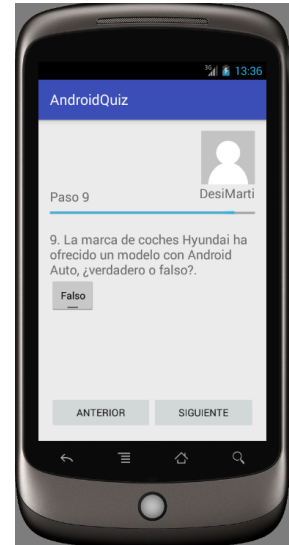 3G 13:36
AndroidQuiz
DesiMarti
Paso 9
9. La marca de coches Hyundai ha
ofrecido un modelo con Android
Auto, ¿verdadero o falso?.
Falso
ANTERIOR SIGUIENTE